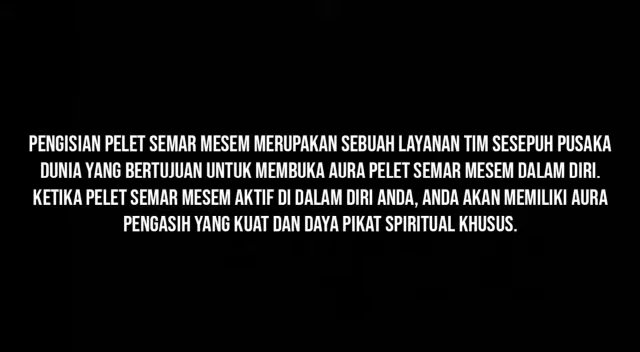 PENGISIAN PELET SEMAR MESEM MERUPAKAN SEBUAH LAYANAN TIM SESEPUH PUSAKA
DUNIA YANG BERTUJUAN UNTUK MEMBUKA AURA PELET SEMAR MESEM DALAM DIRI.
KETIKA PELET SEMAR MESEM AKTIF DI DALAM DIRI ANDA, ANDA AKAN MEMILIKI AURA
PENGASIH YANG KUAT DAN DAYA PIKAT SPIRITUAL KHUSUS.